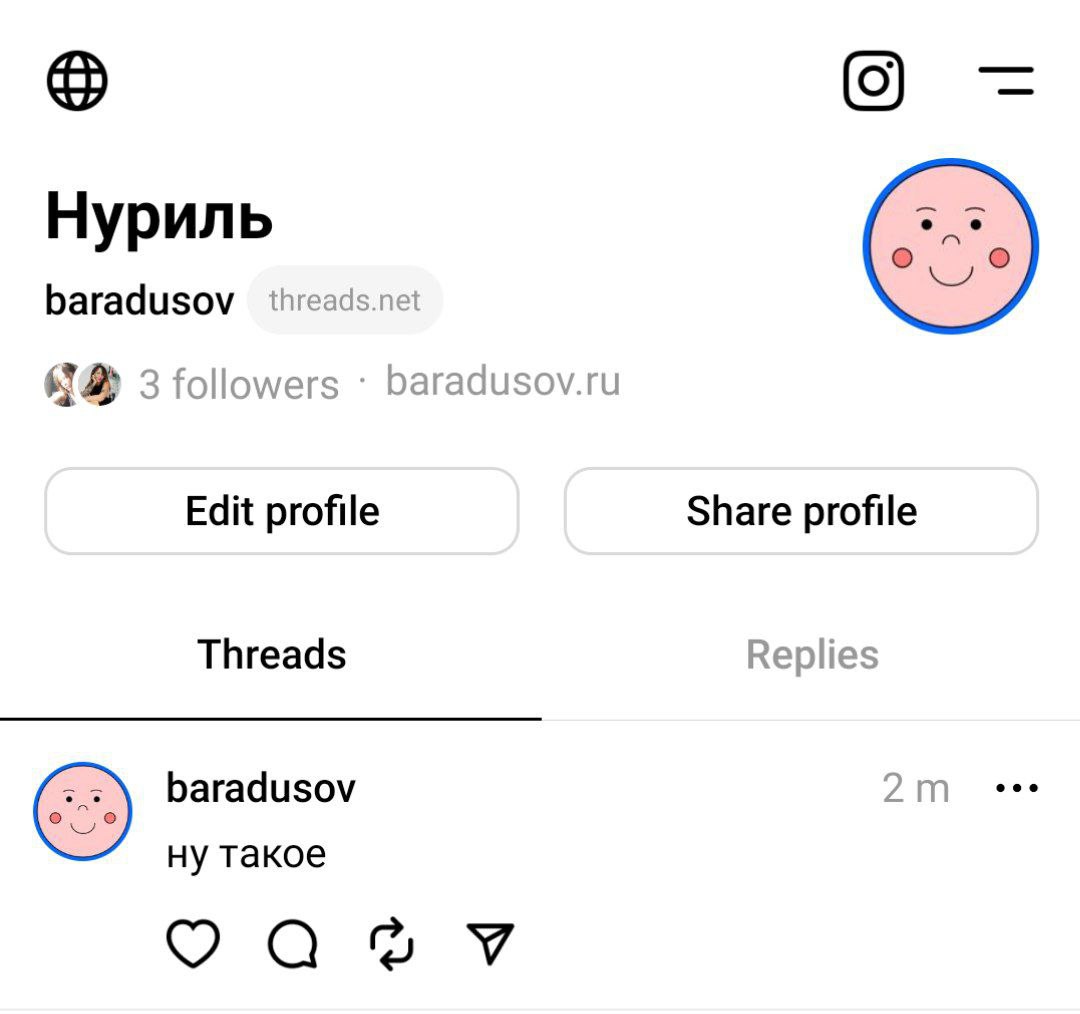 Нуриль
baradusov threads.net
3 followers · baradusov.ru
Edit profile Share profile
Threads Replies
baradusov 2 m
ну такое